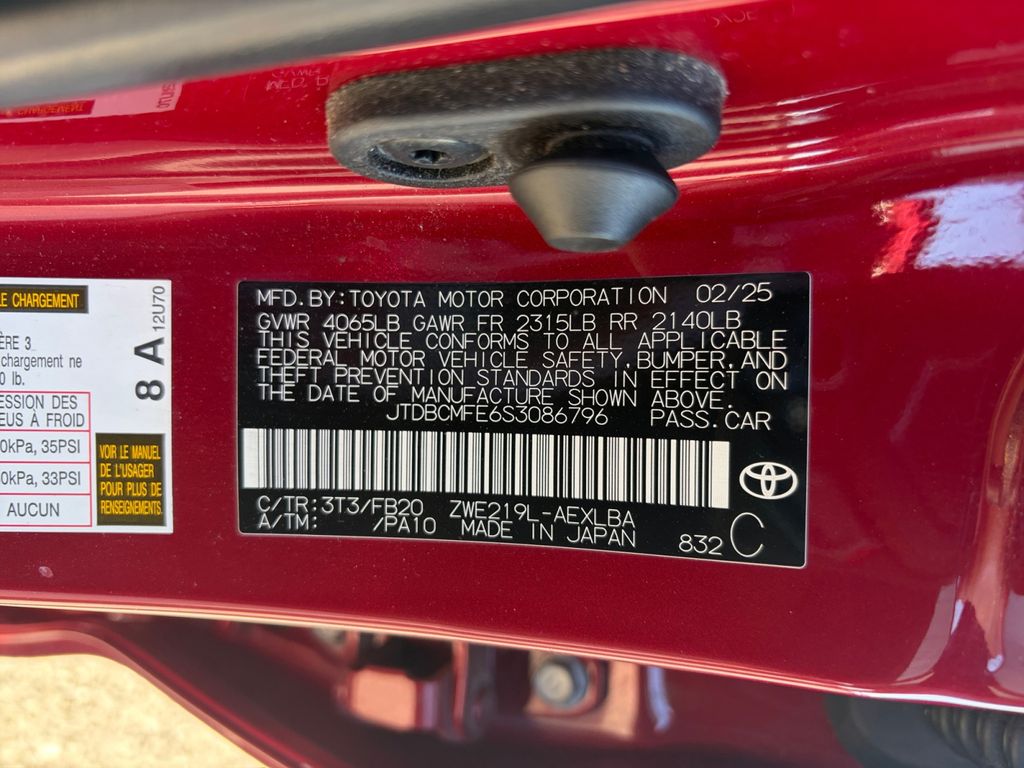 LE CHARGEMENT
8 A 12U70
ÈRE 3
chargement ne
lb.
ESSION DES
EUS À FROID
0kPa, 35PSI
0kPa, 33PSI
AUCUN
VOIR LE MANUEL
DE L'USAGER
POUR PLUS DE
RENSEIGNEMENTS
MFD. BY: TOYOTA MOTOR CORPORATION 02/25
GVWR 4065LB GAWR FR 2315LB RR 2140LB
THIS VEHICLE CONFORMS TO ALL APPLICABLE
FEDERAL MOTOR VEHICLE SAFETY, BUMPER, AND
THEFT PREVENTION STANDARDS IN EFFECT ON
THE DATE OF MANUFACTURE SHOWN ABOVE.
JTDBCMFE6S3086796 PASS. CAR
C/TR: 3T3/FB20 ZWE219L-AEXLBA
A/TM: /PA10 MADE IN JAPAN
832 C